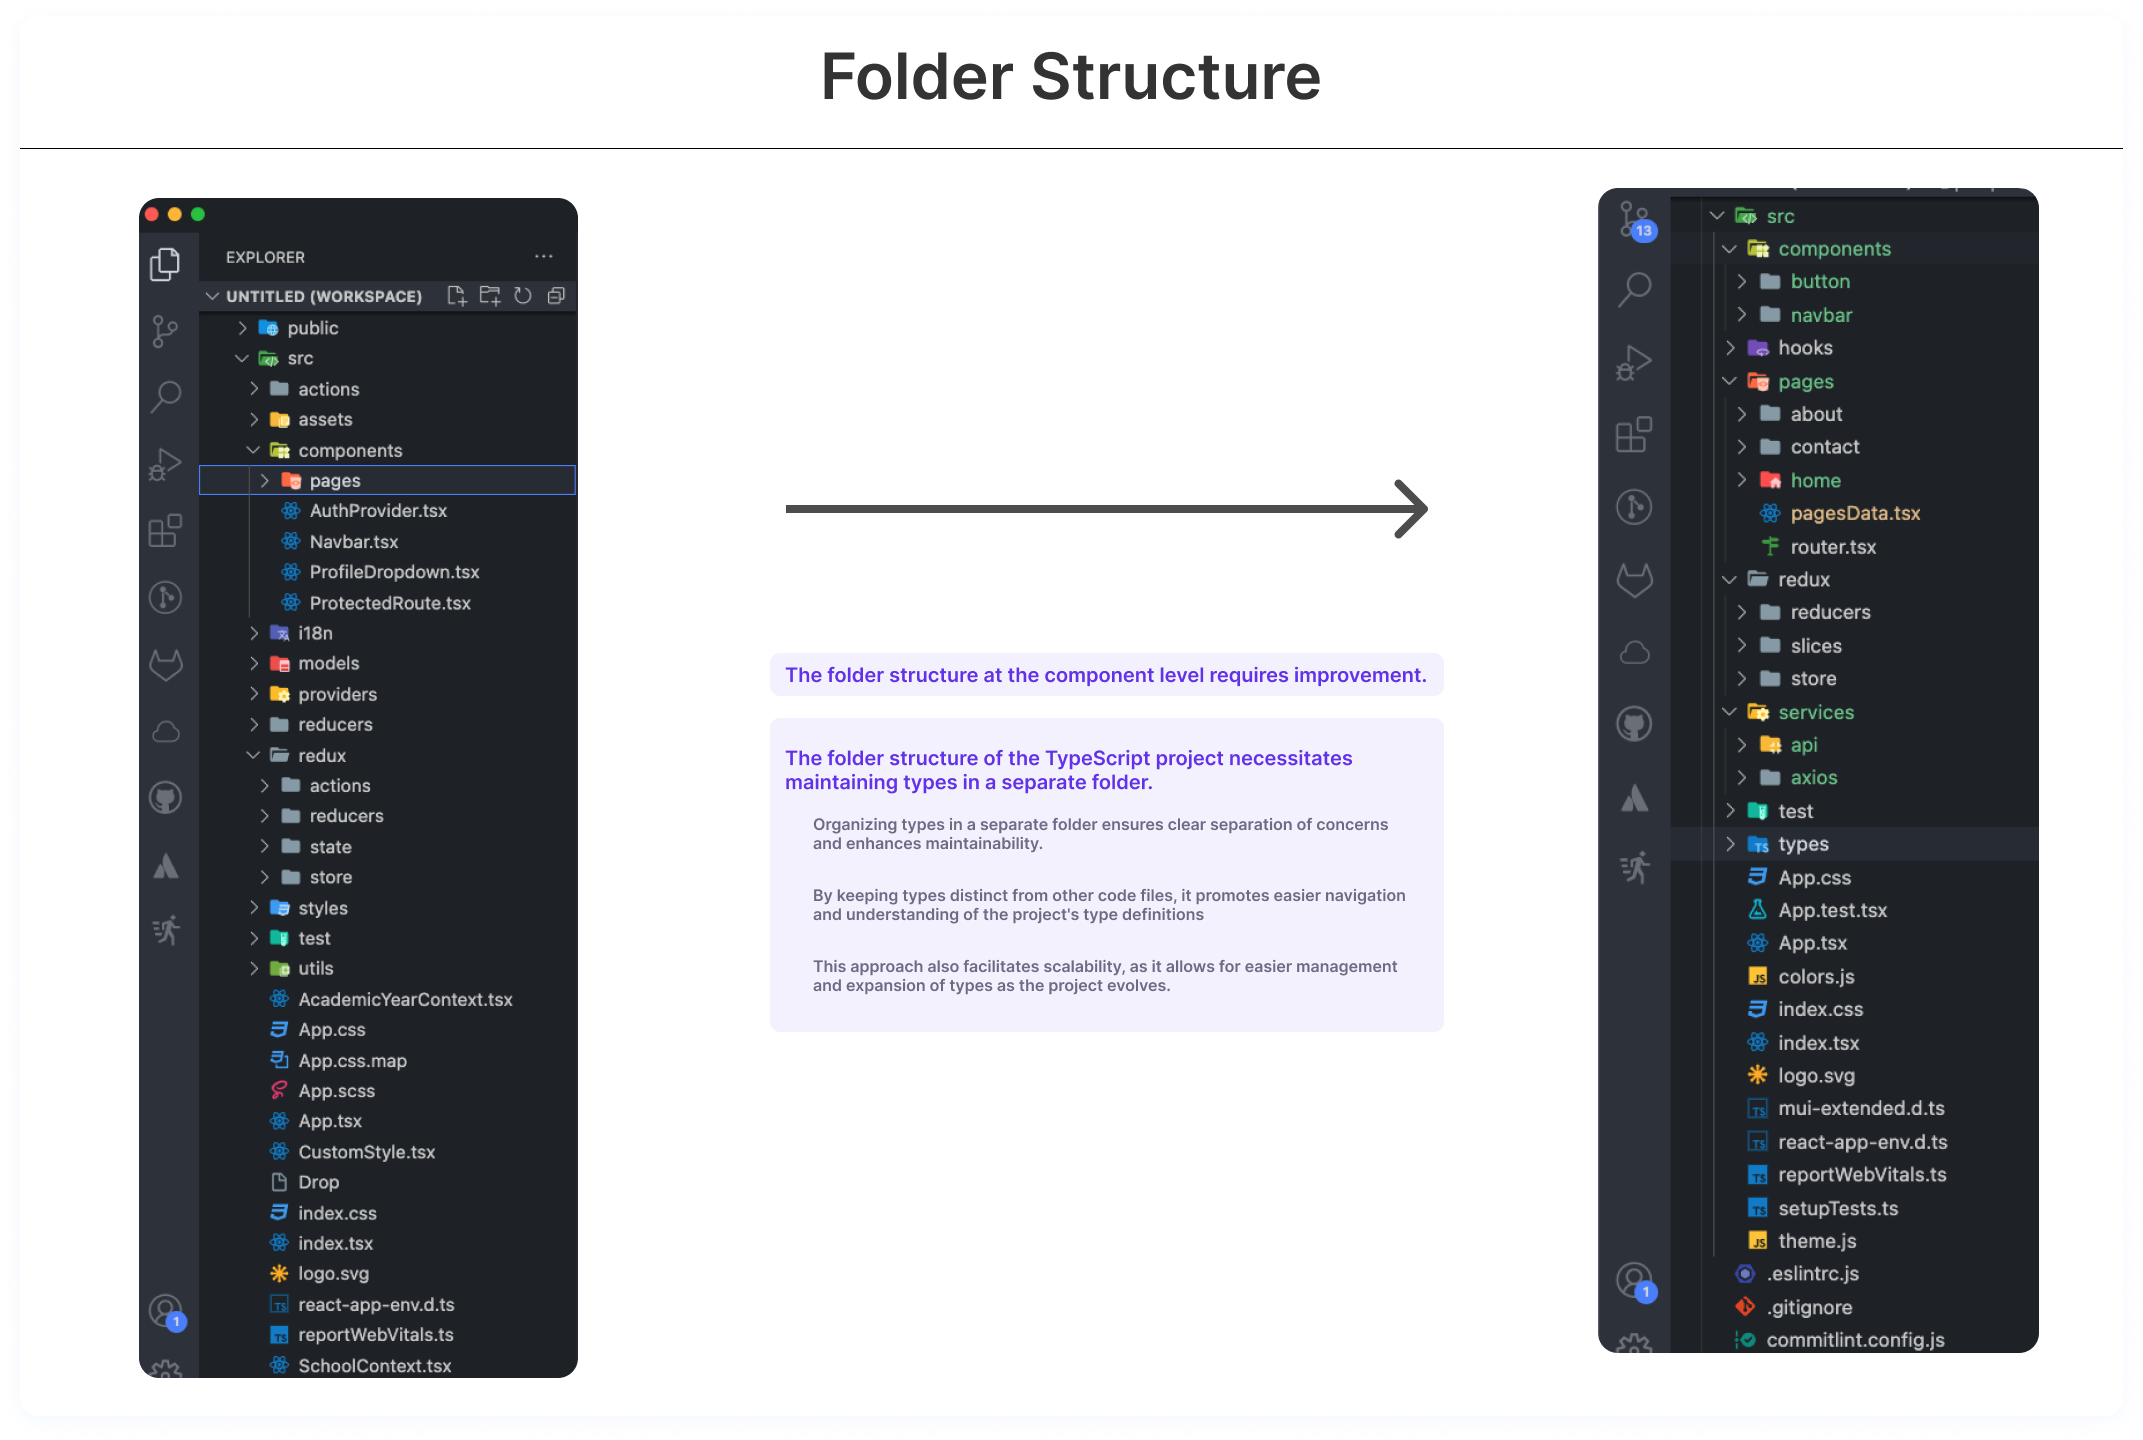 Folder Structure
EXPLORER
UNTITLED (WORKSPACE)
public
src
actions
assets
components
pages
AuthProvider.tsx
Navbar.tsx
ProfileDropdown.tsx
ProtectedRoute.tsx
i18n
models
providers
reducers
redux
actions
reducers
state
store
styles
test
utils
AcademicYearContext.tsx
App.css
App.css.map
App.scss
App.tsx
CustomStyle.tsx
Drop
index.css
index.tsx
logo.svg
react-app-env.d.ts
1
reportWebVitals.ts
SchoolContext.tsx
The folder structure at the component level requires improvement.
The folder structure of the TypeScript project necessitates
maintaining types in a separate folder.
Organizing types in a separate folder ensures clear separation of concerns
and enhances maintainability.
By keeping types distinct from other code files, it promotes easier navigation
and understanding of the project's type definitions
This approach also facilitates scalability, as it allows for easier management
and expansion of types as the project evolves.
src
13
components
button
navbar
hooks
pages
about
contact
home
pagesData.tsx
router.tsx
redux
reducers
slices
store
services
api
axios
test
types
App.css
App.test.tsx
App.tsx
colors.js
index.css
index.tsx
logo.svg
mui-extended.d.ts
react-app-env.d.ts
reportWebVitals.ts
setupTests.ts
theme.js
.eslintrc.js
1
.gitignore
commitlint.config.js